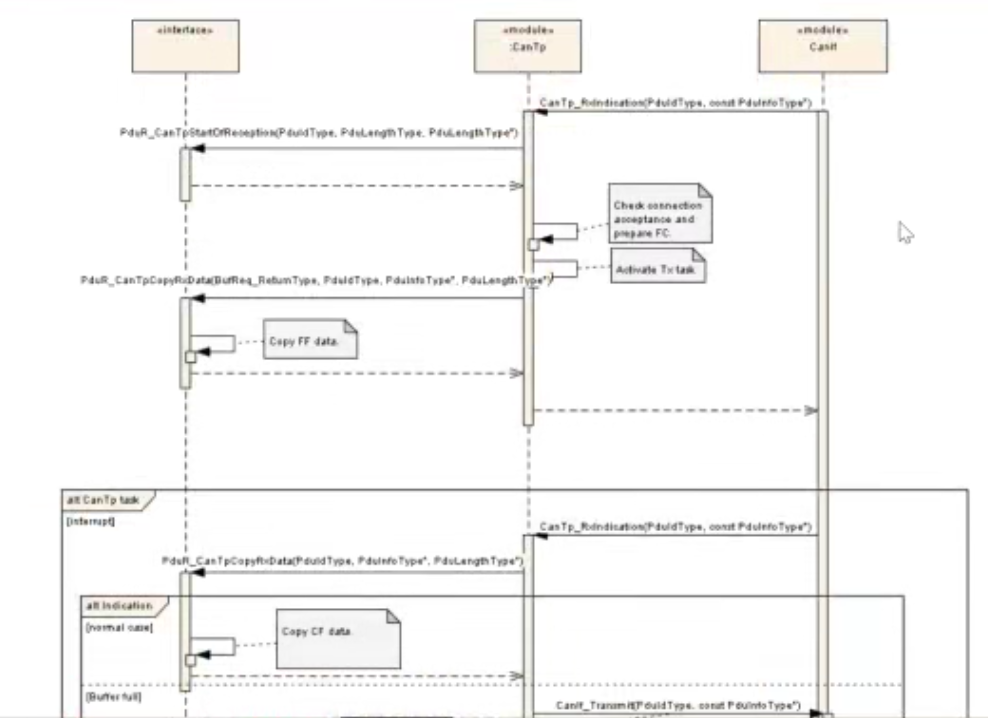 «interface»
«module»
:CanTp
«module»
CanIf
CanTp_RxIndication(PduIdType, const PduInfoType*)
PduR_CanTpStartOfReception(PduIdType, PduLengthType, PduLengthType*)
Check connection
acceptance and
prepare FC.
Activate Tx task
PduR_CanTpCopyRxData(BufReq_ReturnType, PduIdType, PduInfoType*, PduLengthType*)
Copy FF data.
alt CanTp task
[interrupt]
CanTp_RxIndication(PduIdType, const PduInfoType*)
PduR_CanTpCopyRxData(PduIdType, PduInfoType*, PduLengthType*)
alt Indication
[normal case]
Copy CF data.
[Buffer full]
CanIf_Transmit(PduIdType, const PduInfoType*)